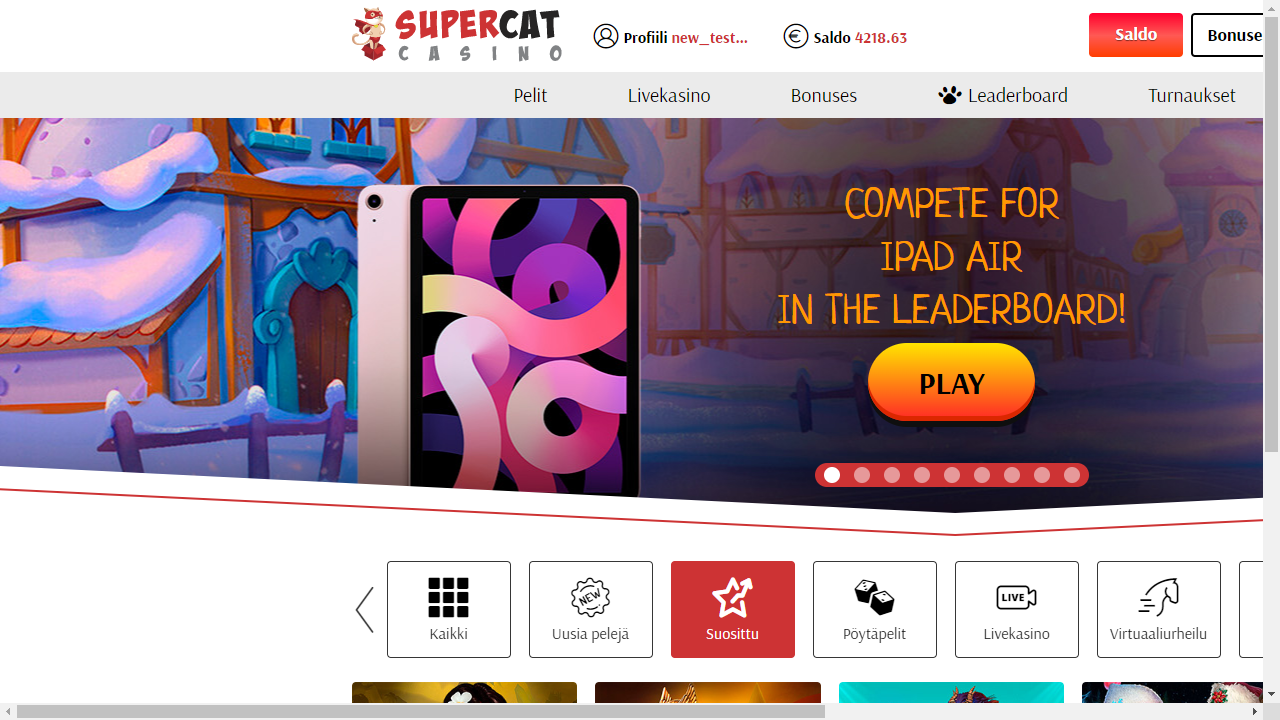 SUPERCAT
CASINO
Profiili new_test...
Saldo 4218.63
Saldo
Bonuse
Pelit
Livekasino
Bonuses
Leaderboard
Turnaukset
COMPETE FOR
IPAD AIR
IN THE LEADERBOARD!
PLAY
NEW
LIVE
Kaikki
Uusia pelejä
Suosittu
Pöytäpelit
Livekasino
Virtuaaliurheilu